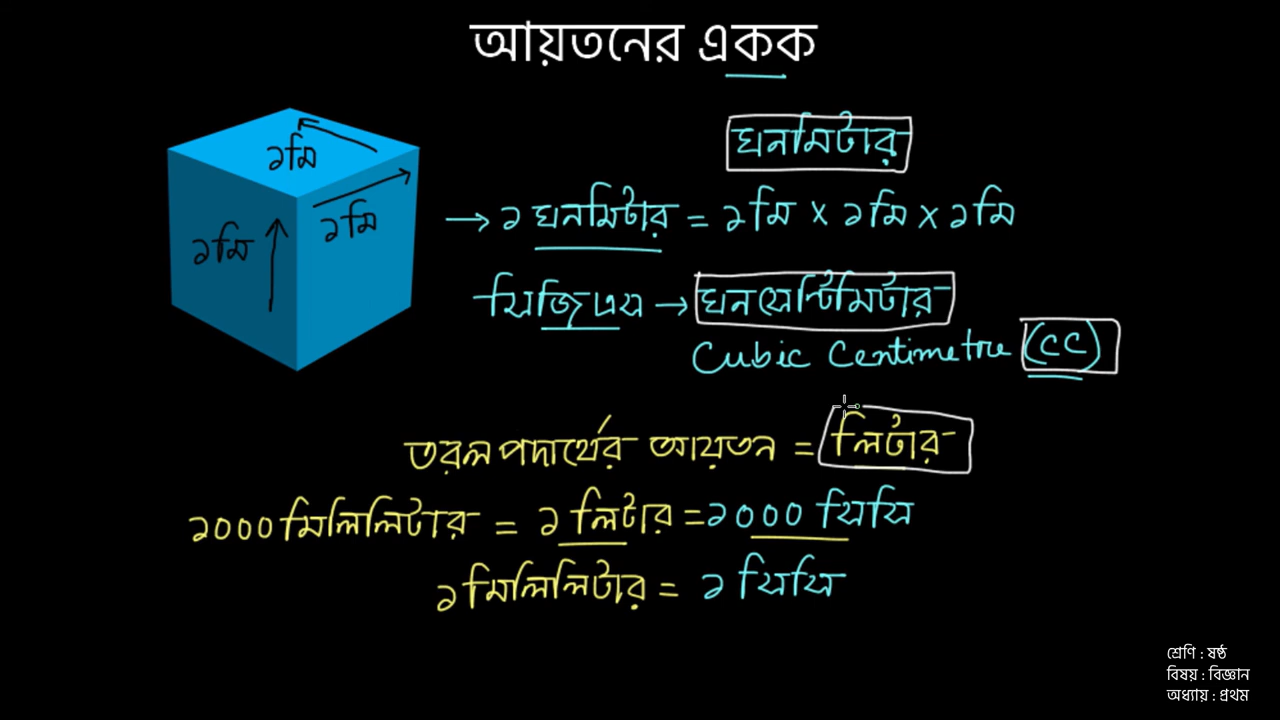 আয়তনের একক
ঘনমিটার
১মি
১মি
১মি
→ ১ ঘনমিটার = ১মি × ১মি × ১মি
সিজিএস → ঘনসেন্টিমিটার
Cubic Centimetre (CC)
তরল পদার্থের আয়তন = লিটার
১০০০ মিলিলিটার = ১ লিটার = ১০০০ সিসি
১ মিলিলিটার = ১ সিসি
শ্রেণি : ষষ্ঠ
বিষয় : বিজ্ঞান
অধ্যায় : প্রথম